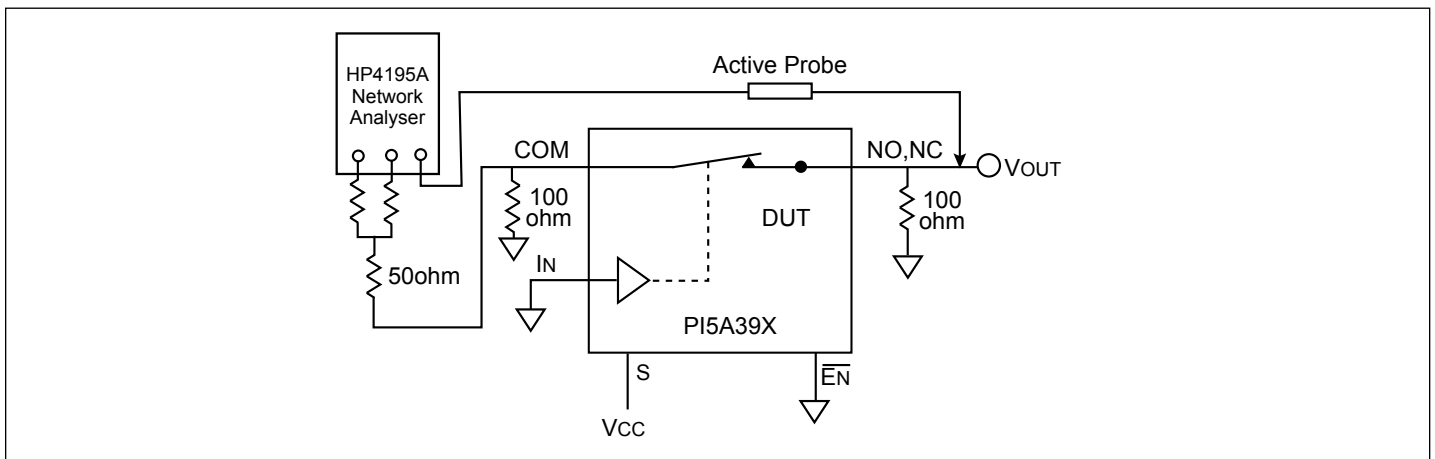 HP4195A
Network
Analyser
Active Probe
COM
NO,NC
VOUT
100
ohm
100
ohm
DUT
IN
50ohm
PI5A39X
S
EN
VCC